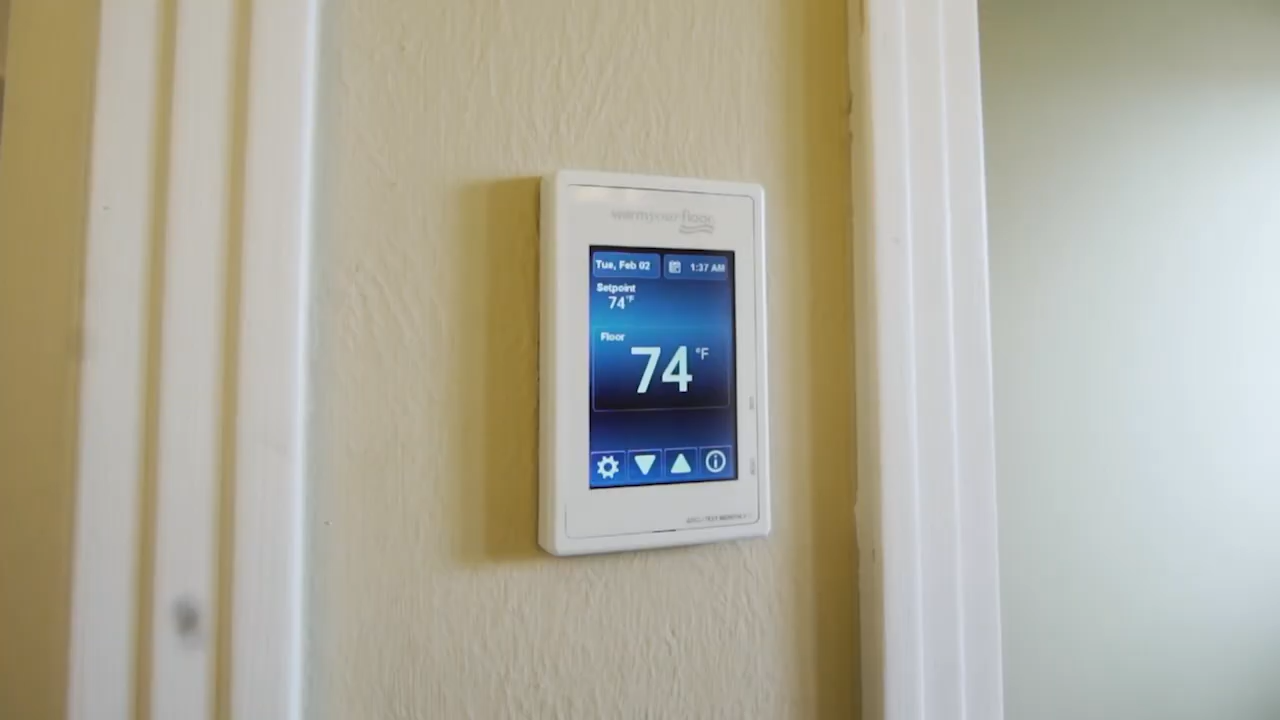 warmyourfloor
Tue, Feb 02
1:37 AM
Setpoint
74°F
Floor
74°F